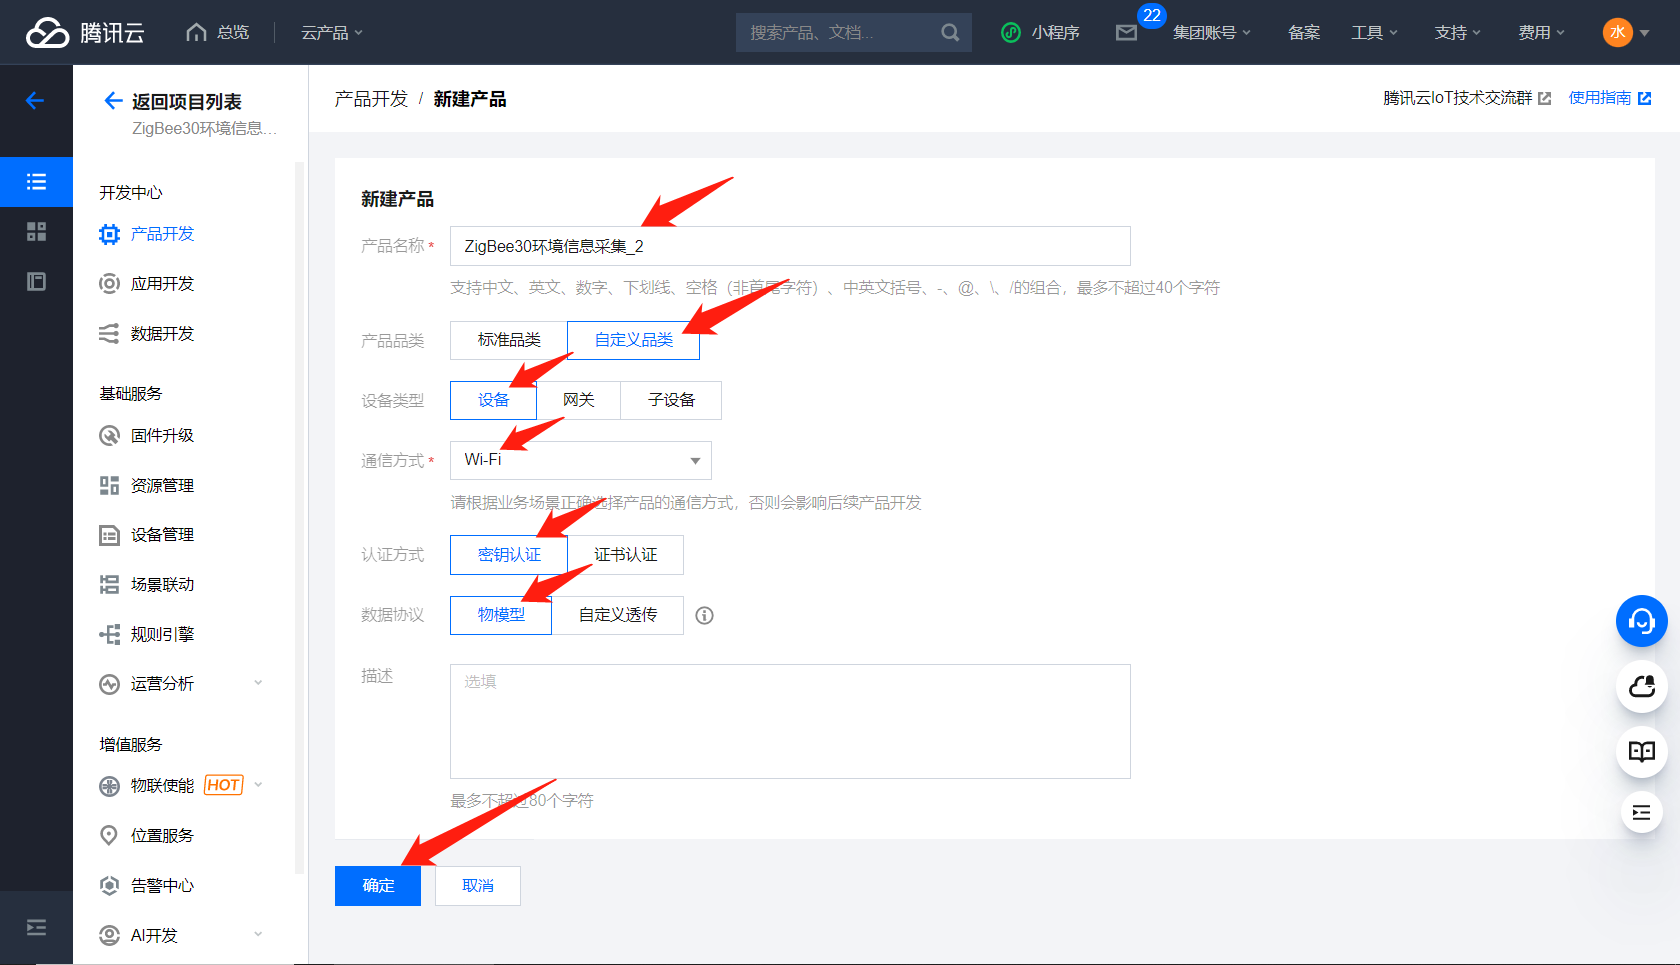 腾讯云
总览
云产品
搜索产品、文档...
小程序
22
集团账号
备案
工具
支持
费用
水
返回项目列表
ZigBee30环境信息...
产品开发 / 新建产品
腾讯云IoT技术交流群
使用指南
开发中心
产品开发
应用开发
数据开发
基础服务
固件升级
资源管理
设备管理
场景联动
规则引擎
运营分析
增值服务
物联使能 HOT
位置服务
告警中心
AI开发
新建产品
产品名称 * ZigBee30环境信息采集_2
支持中文、英文、数字、下划线、空格（非首尾字符）、中英文括号、-、@、\、/的组合，最多不超过40个字符
产品品类 标准品类 自定义品类
设备类型 设备 网关 子设备
通信方式 * Wi-Fi
请根据业务场景正确选择产品的通信方式，否则会影响后续产品开发
认证方式 密钥认证 证书认证
数据协议 物模型 自定义透传
描述 选填
最多不超过80个字符
确定 取消